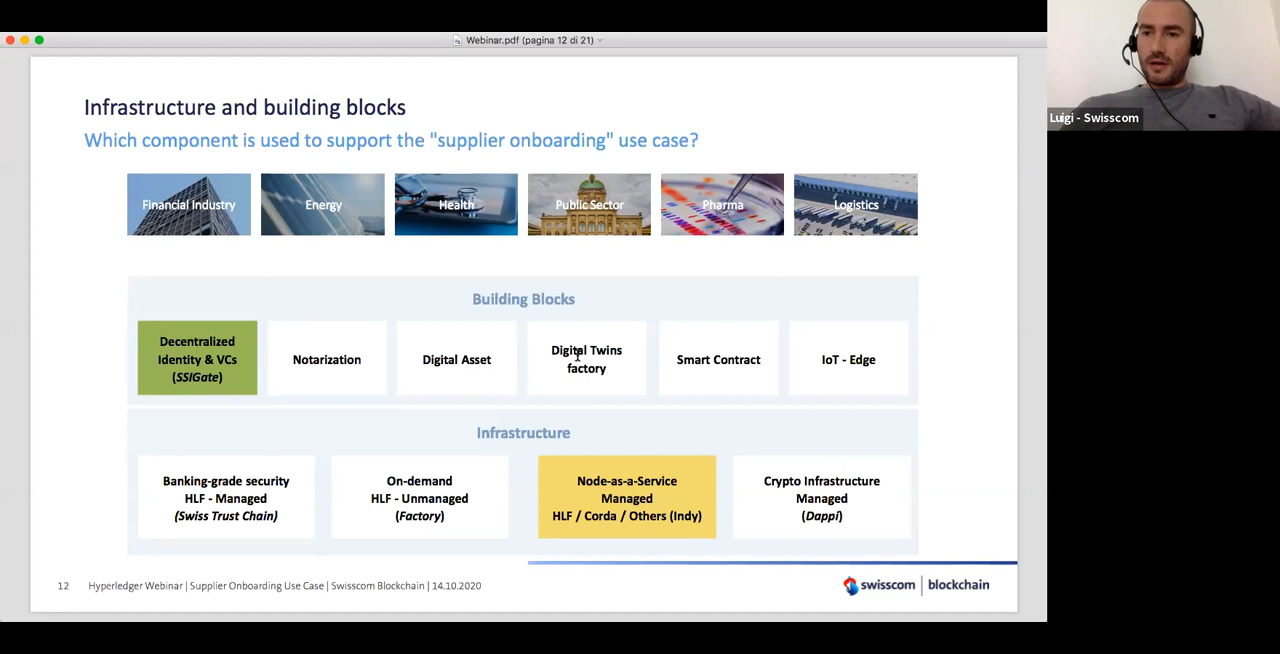 Webinar.pdf (pagina 12 di 21)
Luigi - Swisscom
Infrastructure and building blocks
Which component is used to support the "supplier onboarding" use case?
Financial Industry
Energy
Health
Public Sector
Pharma
Logistics
Building Blocks
Decentralized
Identity & VCs
(SSIGate)
Notarization
Digital Asset
Digital Twins
factory
Smart Contract
IoT - Edge
Infrastructure
Banking-grade security
HLF - Managed
(Swiss Trust Chain)
On-demand
HLF - Unmanaged
(Factory)
Node-as-a-Service
Managed
HLF / Corda / Others (Indy)
Crypto Infrastructure
Managed
(Dappi)
12 Hyperledger Webinar | Supplier Onboarding Use Case | Swisscom Blockchain | 14.10.2020
swisscom | blockchain